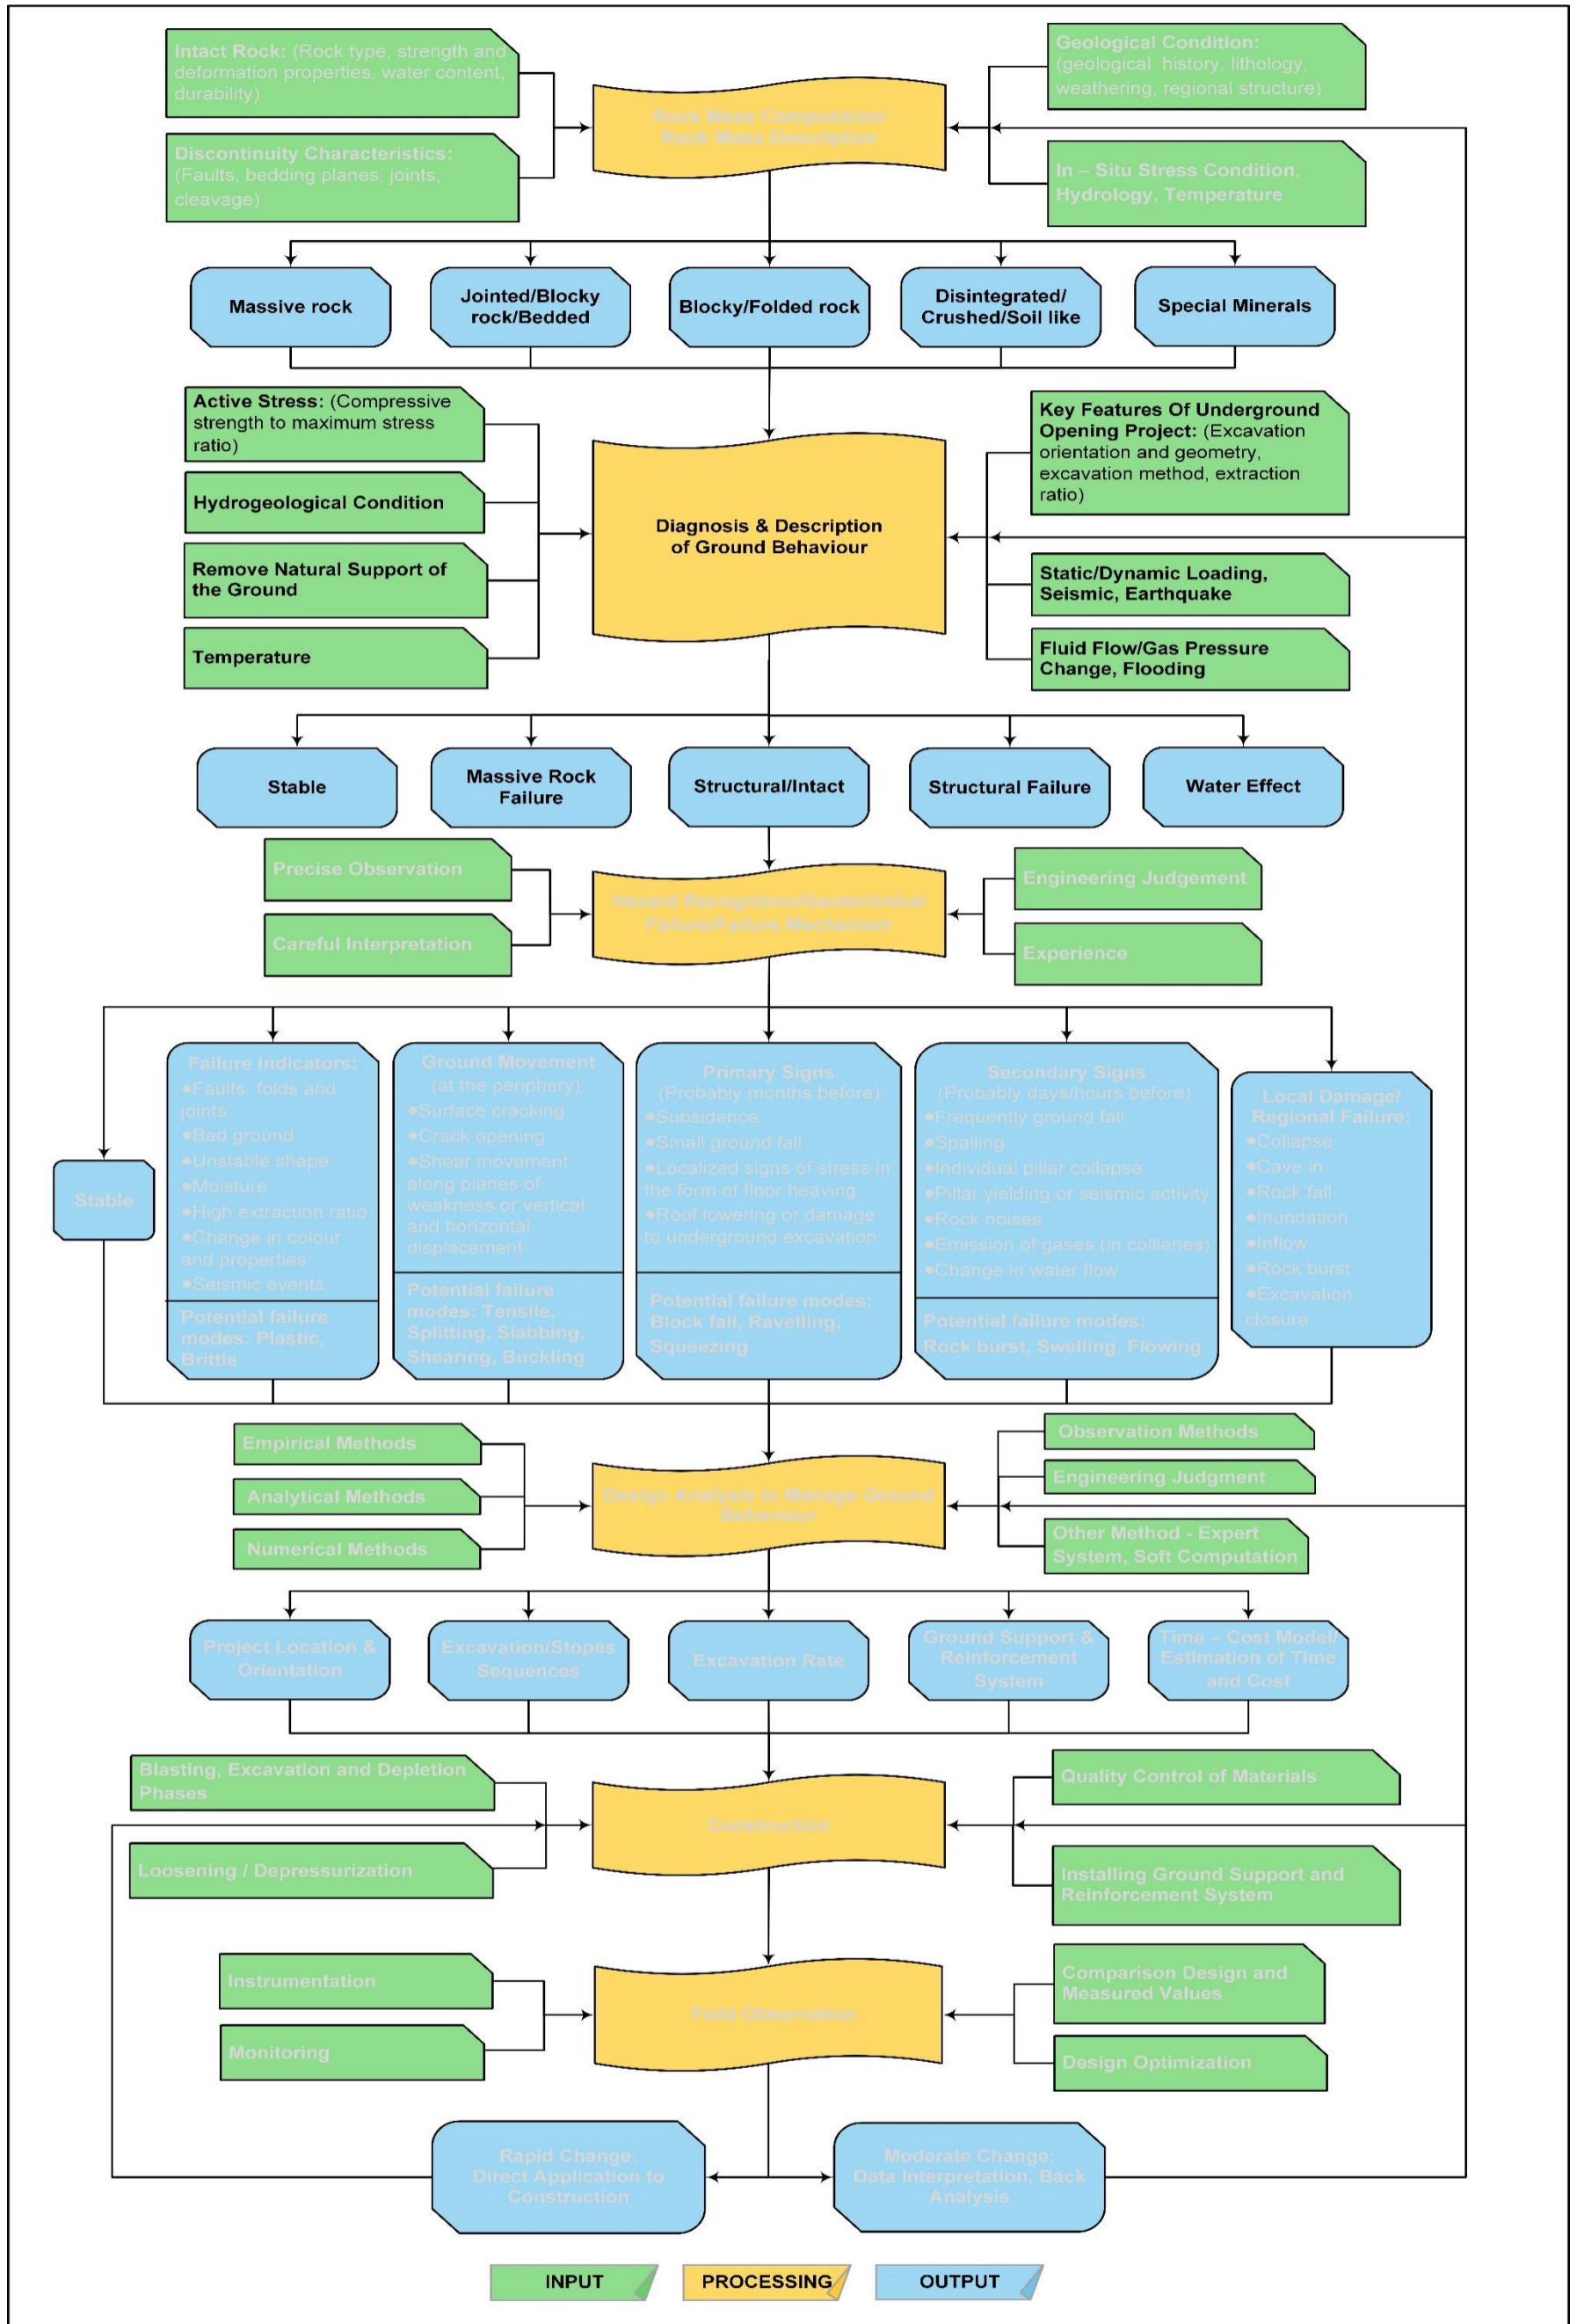 Intact Rock: (Rock type, strength and
deformation properties, water content,
durability)
Geological Condition:
(geological history, lithology,
weathering, regional structure)
Rock Mass Composition/
Rock Mass Description
Discontinuity Characteristics:
(Faults, bedding planes, joints,
cleavage)
In – Situ Stress Condition,
Hydrology, Temperature
Massive rock
Jointed/Blocky
rock/Bedded
Blocky/Folded rock
Disintegrated/
Crushed/Soil like
Special Minerals
Active Stress: (Compressive
strength to maximum stress
ratio)
Hydrogeological Condition
Remove Natural Support of
the Ground
Temperature
Diagnosis & Description
of Ground Behaviour
Key Features Of Underground
Opening Project: (Excavation
orientation and geometry,
excavation method, extraction
ratio)
Static/Dynamic Loading,
Seismic, Earthquake
Fluid Flow/Gas Pressure
Change, Flooding
Stable
Massive Rock
Failure
Structural/Intact
Structural Failure
Water Effect
Precise Observation
Careful Interpretation
Hazard Recognition/Geotechnical
Failure/Failure Mechanism
Engineering Judgement
Experience
Stable
Failure Indicators:
●Faults, folds and
joints
●Bad ground
●Unstable shape
●Moisture
●High extraction ratio
●Change in colour
and properties
●Seismic events
Potential failure
modes: Plastic,
Brittle
Ground Movement
(at the periphery):
●Surface cracking
●Crack opening
●Shear movement
along planes of
weakness or vertical
and horizontal
displacement
Potential failure
modes: Tensile,
Splitting, Slabbing,
Shearing, Buckling
Primary Signs
(Probably months before)
●Subsidence
●Small ground fall
●Localized signs of stress in
the form of floor heaving
●Roof lowering or damage
to underground excavation
Potential failure modes:
Block fall, Ravelling,
Squeezing
Secondary Signs
(Probably days/hours before):
●Frequently ground fall
●Spalling
●Individual pillar collapse
●Pillar yielding or seismic activity
●Rock noises
●Emission of gases (in collieries)
●Change in water flow
Potential failure modes:
Rock burst, Swelling, Flowing
Local Damage/
Regional Failure:
●Collapse
●Cave in
●Rock fall
●Inundation
●Inflow
●Rock burst
●Excavation
closure
Empirical Methods
Analytical Methods
Numerical Methods
Design Analysis to Manage Ground
Behaviour
Observation Methods
Engineering Judgment
Other Method - Expert
System, Soft Computation
Project Location &
Orientation
Excavation/Stopes
Sequences
Excavation Rate
Ground Support &
Reinforcement
System
Time – Cost Model/
Estimation of Time
and Cost
Blasting, Excavation and Depletion
Phases
Loosening / Depressurization
Construction
Quality Control of Materials
Installing Ground Support and
Reinforcement System
Instrumentation
Monitoring
Field Observation
Comparison Design and
Measured Values
Design Optimization
Rapid Change:
Direct Application to
Construction
Moderate Change:
Data Interpretation, Back
Analysis
INPUT
PROCESSING
OUTPUT